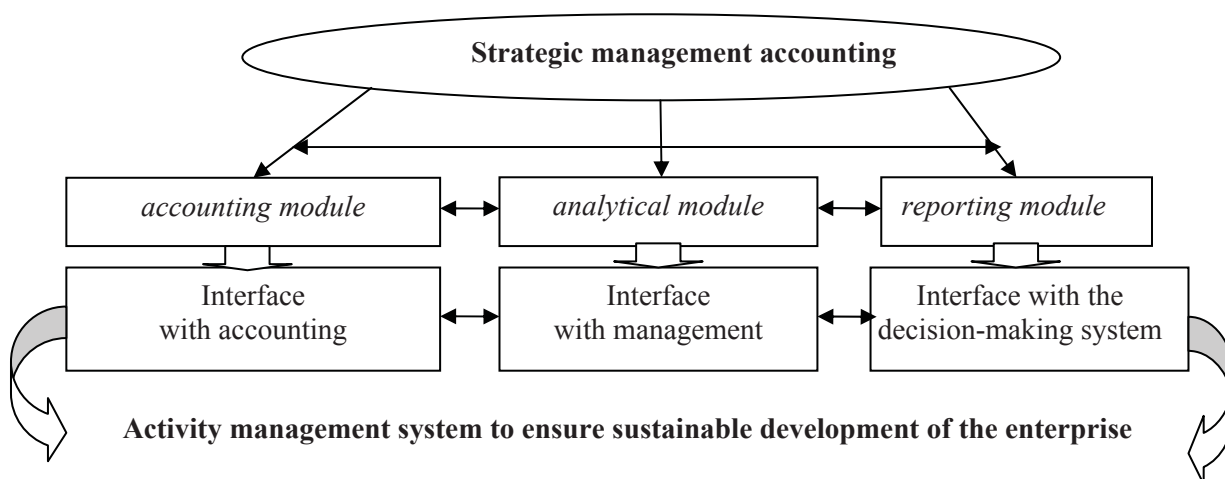 Strategic management accounting
accounting module
analytical module
reporting module
Interface
with accounting
Interface
with management
Interface with the
decision-making system
Activity management system to ensure sustainable development of the enterprise